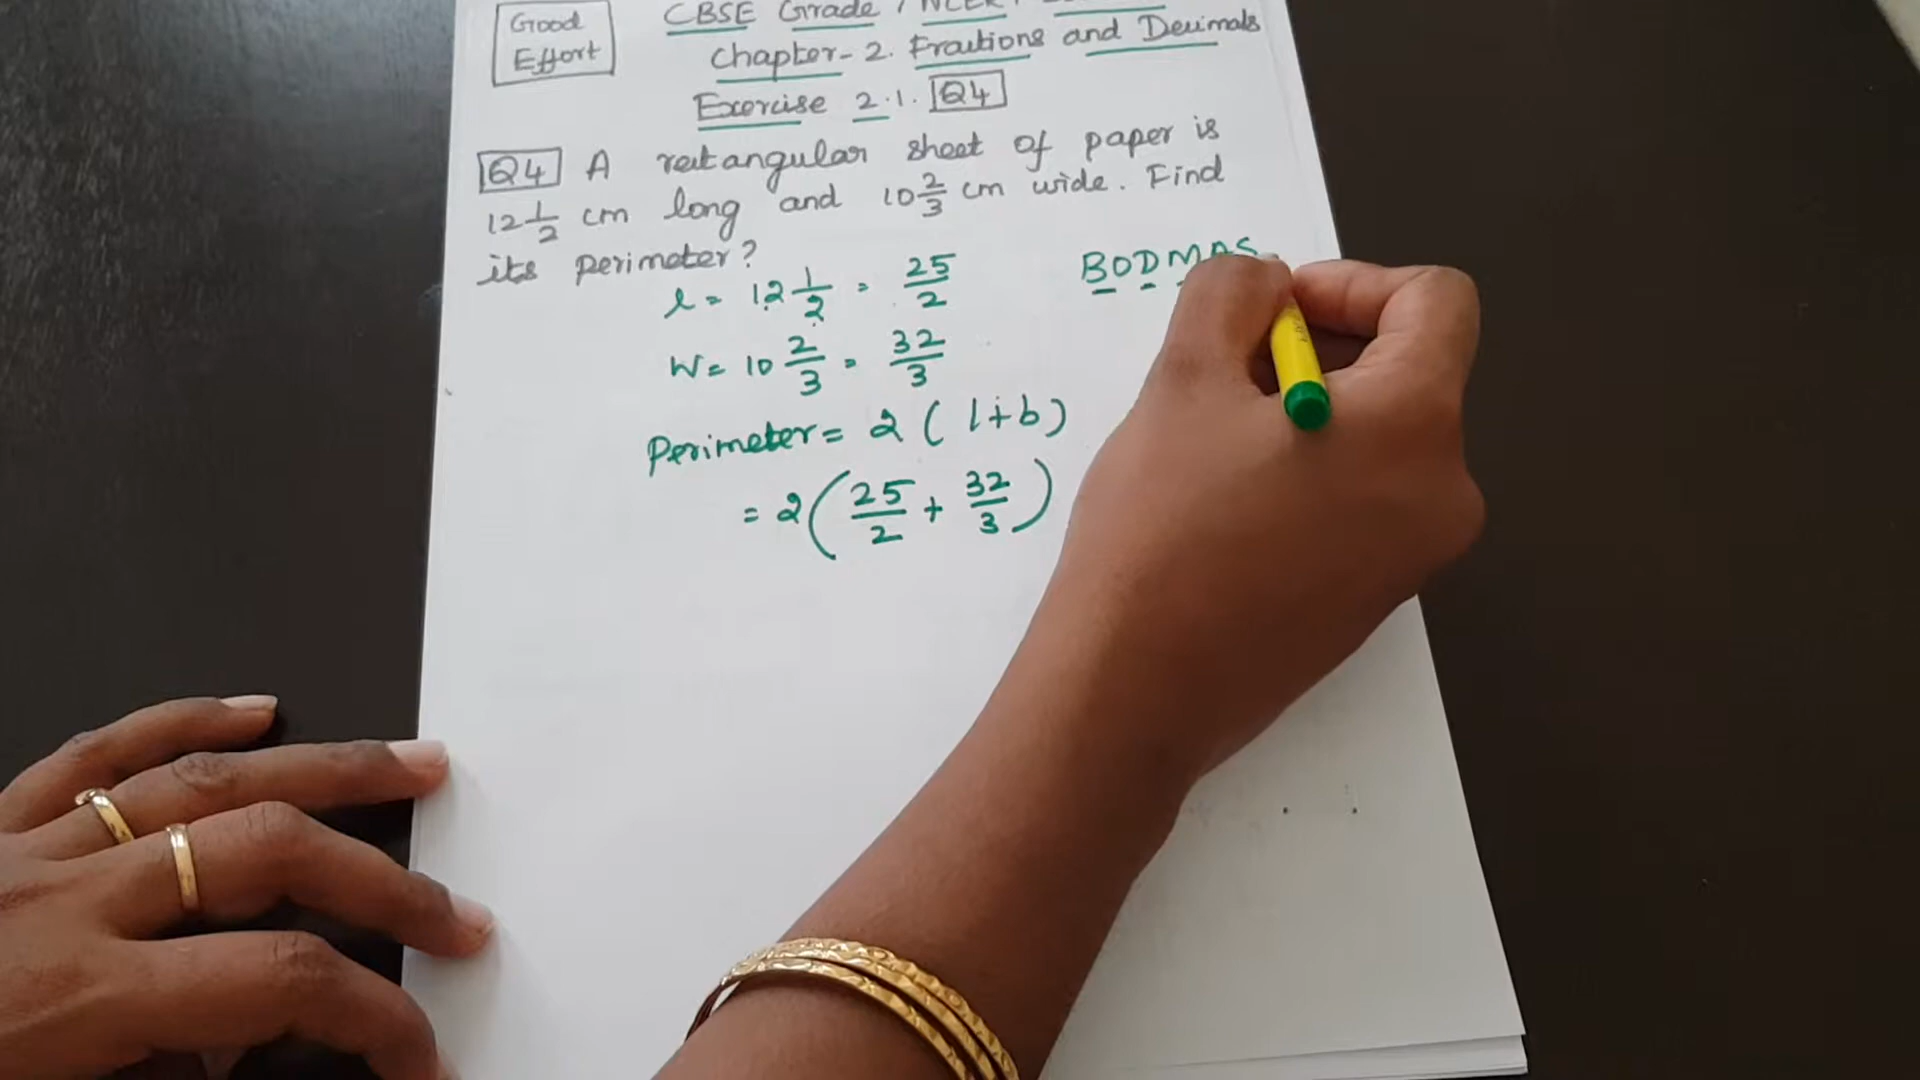 Good
Effort
CBSE Grade 7 NCERT
Chapter-2. Fractions and Decimals
Exercise 2.1. Q4
Q4 A rectangular sheet of paper is
12 1/2 cm long and 10 2/3 cm wide. Find
its perimeter?
BODMAS
l = 12 1/2 = 25/2
W = 10 2/3 = 32/3
Perimeter = 2 ( l+b)
= 2 ( 25/2 + 32/3 )